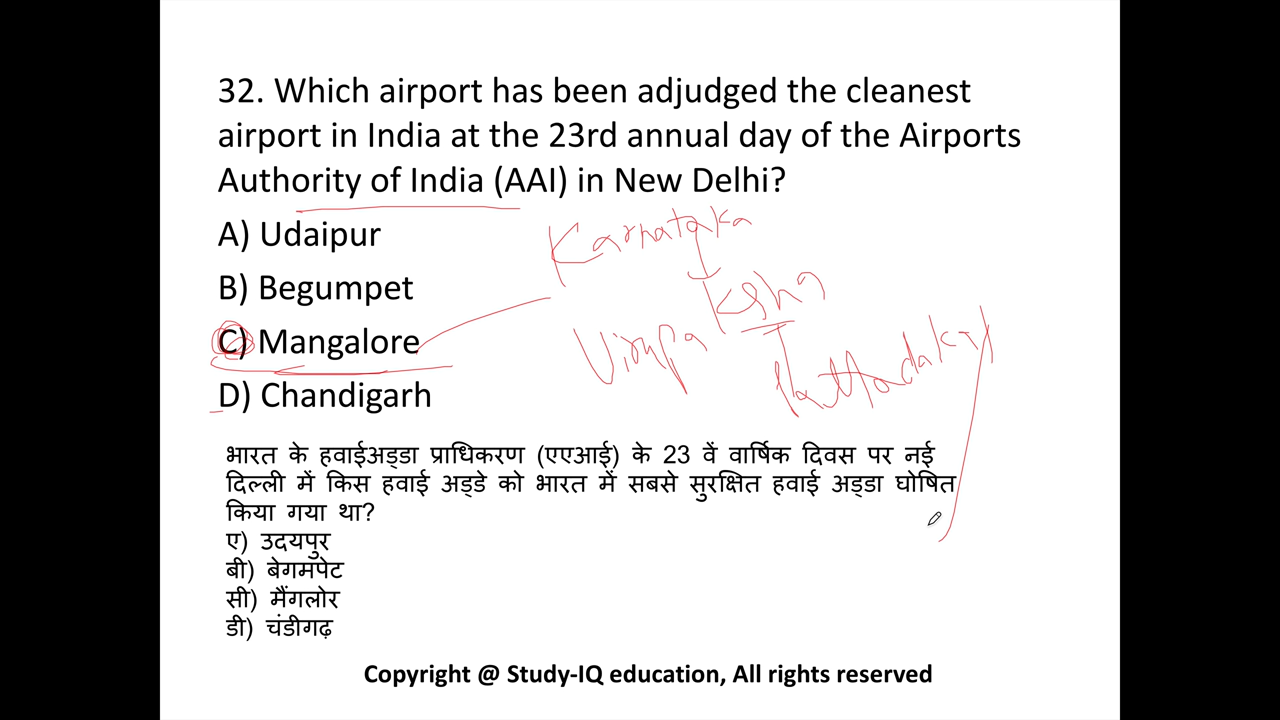 32. Which airport has been adjudged the cleanest
airport in India at the 23rd annual day of the Airports
Authority of India (AAI) in New Delhi?
A) Udaipur
Karnataka
B) Begumpet
C) Mangalore
Virupa ksha
Pattadakal
D) Chandigarh
भारत के हवाईअड्डा प्राधिकरण (एएआई) के 23 वें वार्षिक दिवस पर नई
दिल्ली में किस हवाई अड्डे को भारत में सबसे सुरक्षित हवाई अड्डा घोषित
किया गया था?
ए) उदयपुर
बी) बेगमपेट
सी) मैंगलोर
डी) चंडीगढ़
Copyright @ Study-IQ education, All rights reserved